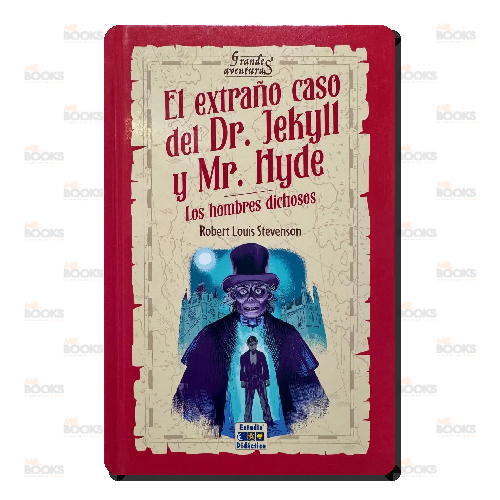 Grandes
aventuras
El extraño caso
del Dr. Jekyll
y Mr. Hyde
Los hombres dichosos
Robert Louis Stevenson
Estudio
Didáctico
MR
BOOKS